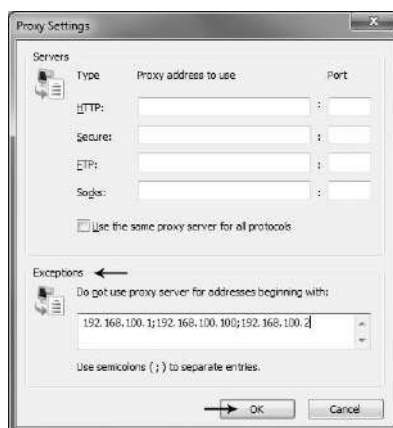 Proxy Settings
Servers
Type Proxy address to use Port
HTTP: :
Secure: :
FTP: :
Socks: :
Use the same proxy server for all protocols
Exceptions
Do not use proxy server for addresses beginning with:
192.168.100.1;192.168.100.100;192.168.100.2
Use semicolons ( ; ) to separate entries.
OK Cancel